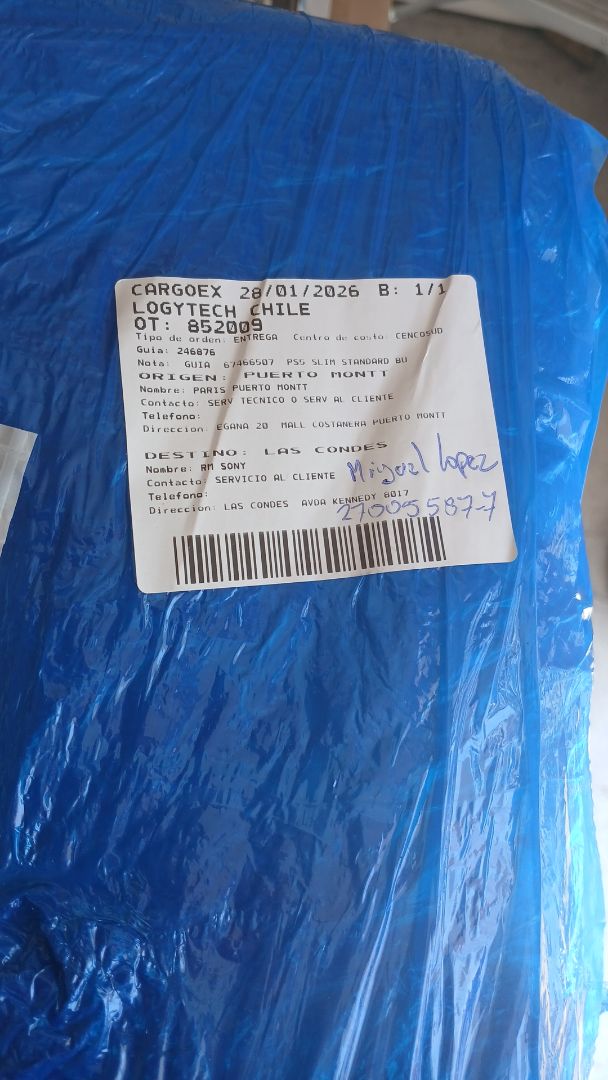 CARGOEX 28/01/2026 B: 1/1
LOGYTECH CHILE
OT: 852009
Tipo de orden: ENTREGA Centro de costo: CENCOSUD
Guia: 246876
Nota: GUIA 67466507 PS5 SLIM STANDARD BU
ORIGEN: PUERTO MONTT
Nombre: PARIS PUERTO MONTT
Contacto: SERV TECNICO O SERV AL CLIENTE
Telefono:
Direccion: EGANA 20 MALL COSTANERA PUERTO MONTT
DESTINO: LAS CONDES
Nombre: RM SONY
Contacto: SERVICIO AL CLIENTE
Miguel Lopez
Telefono:
Direccion: LAS CONDES AVDA KENNEDY 8017
27005587-7